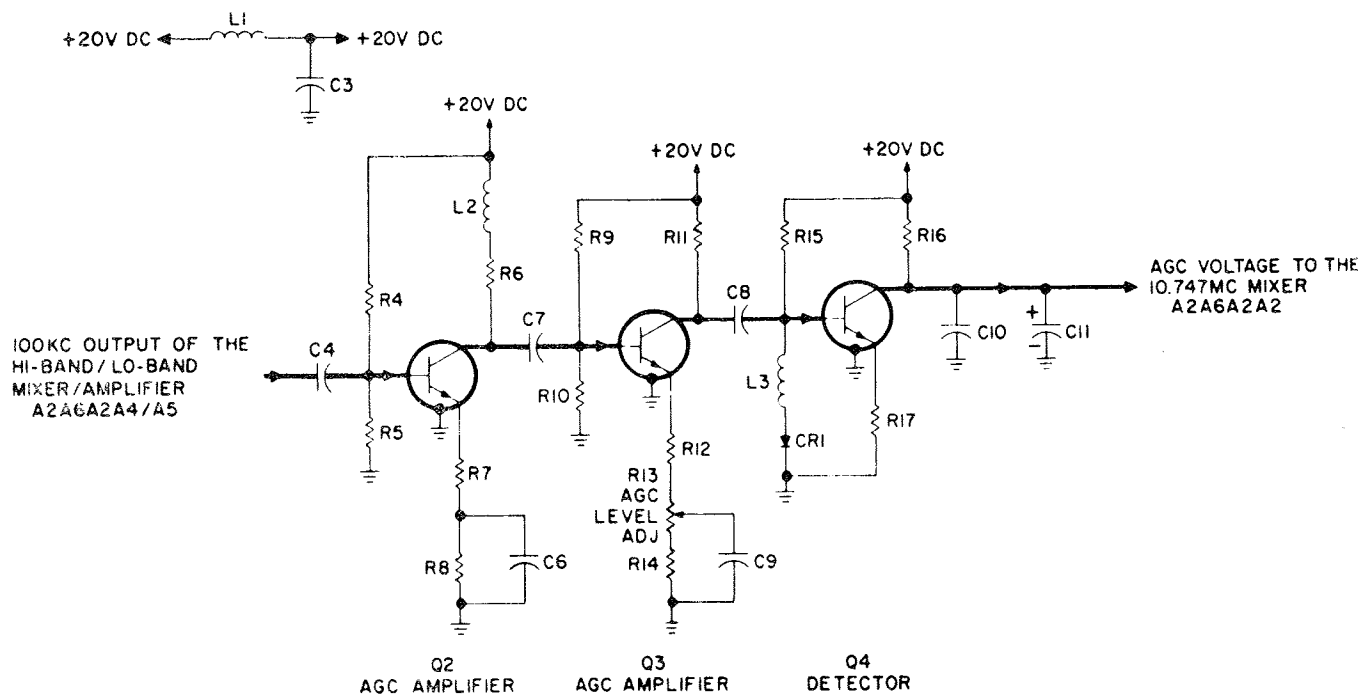 L1
+20V DC
+20V DC
C3
+20V DC
+20V DC
+20V DC
L2
R9
R11
R15
R16
R6
R4
C7
C8
AGC VOLTAGE TO THE
10.747MC MIXER
A2A6A2A2
100KC OUTPUT OF THE
HI-BAND/LO-BAND
MIXER/AMPLIFIER
A2A6A2A4/A5
C4
+
-
C10
C11
L3
R10
R5
R17
R12
CR1
R7
R13
AGC
LEVEL
ADJ
R8
C6
R14
C9
Q2
AGC AMPLIFIER
Q3
AGC AMPLIFIER
Q4
DETECTOR